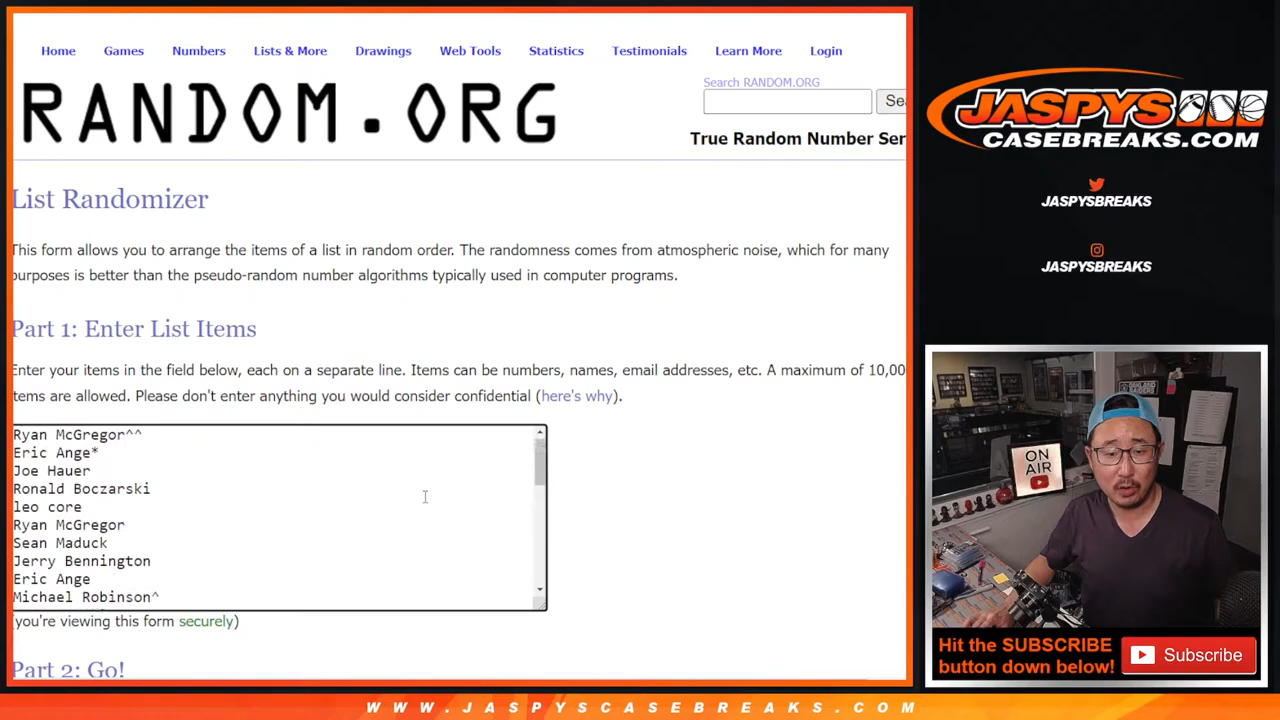 Home Games Numbers Lists & More Drawings Web Tools Statistics Testimonials Learn More Login
RANDOM.ORG
Search RANDOM.ORG
Sea
True Random Number Ser
List Randomizer
This form allows you to arrange the items of a list in random order. The randomness comes from atmospheric noise, which for many
purposes is better than the pseudo-random number algorithms typically used in computer programs.
Part 1: Enter List Items
Enter your items in the field below, each on a separate line. Items can be numbers, names, email addresses, etc. A maximum of 10,00
items are allowed. Please don't enter anything you would consider confidential (here's why).
Ryan McGregor^^
Eric Ange*
Joe Hauer
Ronald Boczarski
leo core
Ryan McGregor
Sean Maduck
Jerry Bennington
Eric Ange
Michael Robinson^
(you're viewing this form securely)
Part 2: Go!
JASPYS
CASEBREAKS.COM
JASPYSBREAKS
JASPYSBREAKS
ON
AIR
Hit the SUBSCRIBE
button down below!
Subscribe
WWW.JASPYSCASEBREAKS.COM